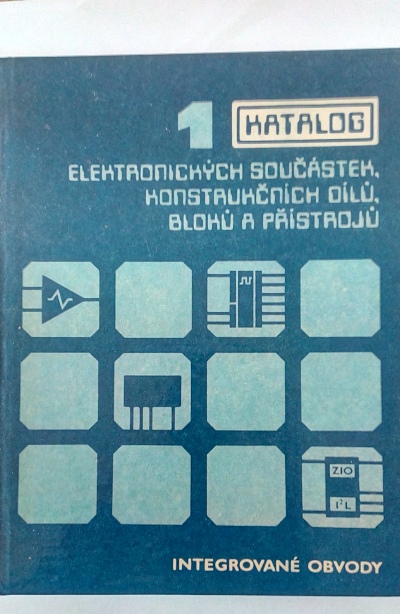 1 KATALOG
ELEKTRONICKÝCH SOUČÁSTEK,
KONSTRUKČNÍCH DÍLŮ,
BLOKŮ A PŘÍSTROJŮ
ZIO
I²L
INTEGROVANÉ OBVODY